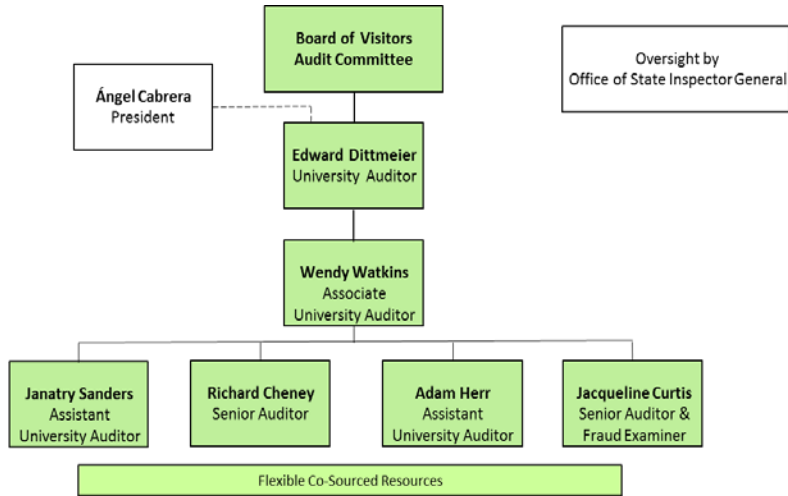 Board of Visitors
Audit Committee
Oversight by
Office of State Inspector General
Ángel Cabrera
President
Edward Dittmeier
University Auditor
Wendy Watkins
Associate
University Auditor
Janatry Sanders
Assistant
University Auditor
Richard Cheney
Senior Auditor
Adam Herr
Assistant
University Auditor
Jacqueline Curtis
Senior Auditor &
Fraud Examiner
Flexible Co-Sourced Resources